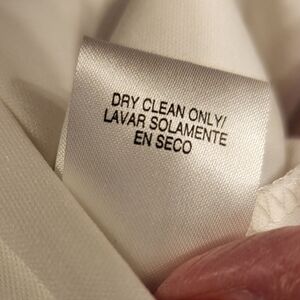 DRY CLEAN ONLY/
LAVAR SOLAMENTE
EN SECO